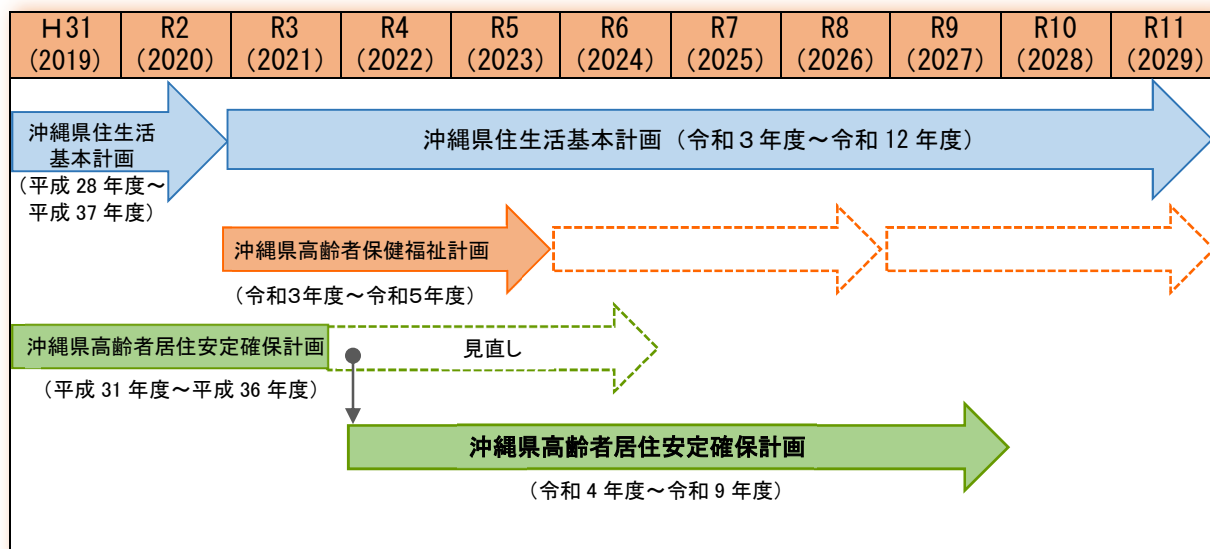 H31 R2 R3 R4 R5 R6 R7 R8 R9 R10 R11
(2019) (2020) (2021) (2022) (2023) (2024) (2025) (2026) (2027) (2028) (2029)
沖縄県住生活
基本計画
(平成 28 年度～
平成 37 年度)
沖縄県住生活基本計画（令和３年度～令和 12 年度）
沖縄県高齢者保健福祉計画
（令和3年度～令和5年度）
沖縄県高齢者居住安定確保計画
見直し
（平成 31 年度～平成 36 年度）
沖縄県高齢者居住安定確保計画
（令和 4 年度～令和 9 年度）